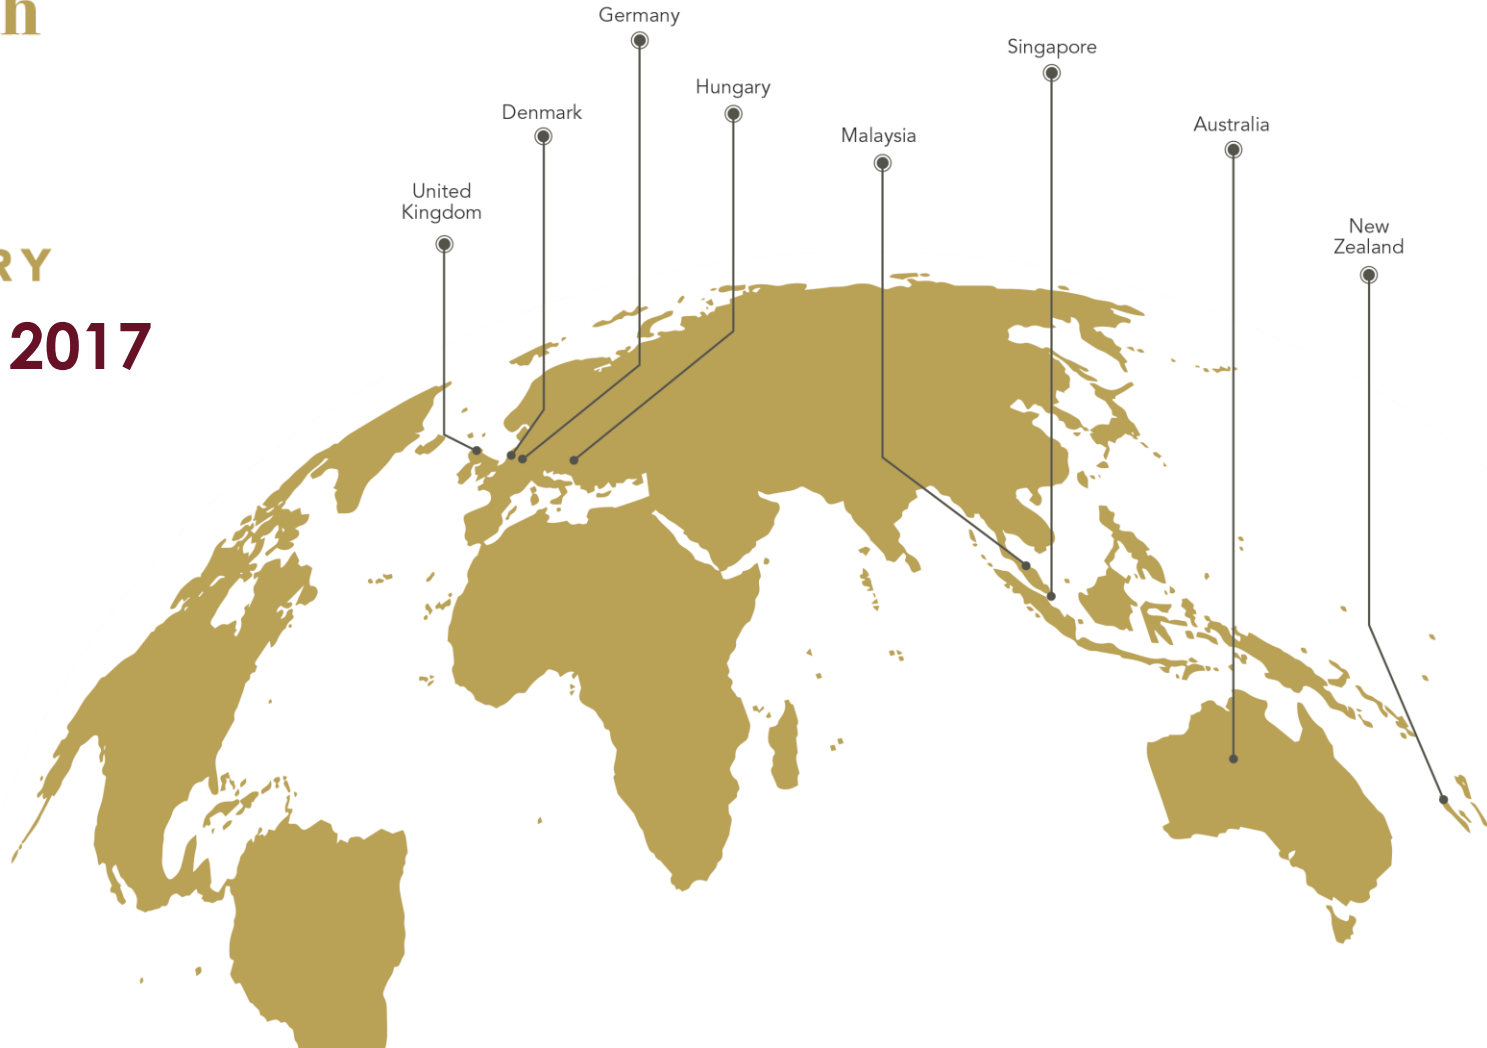 n
Germany
Singapore
Hungary
Denmark
Australia
Malaysia
United
Kingdom
New
Zealand
RY
2017